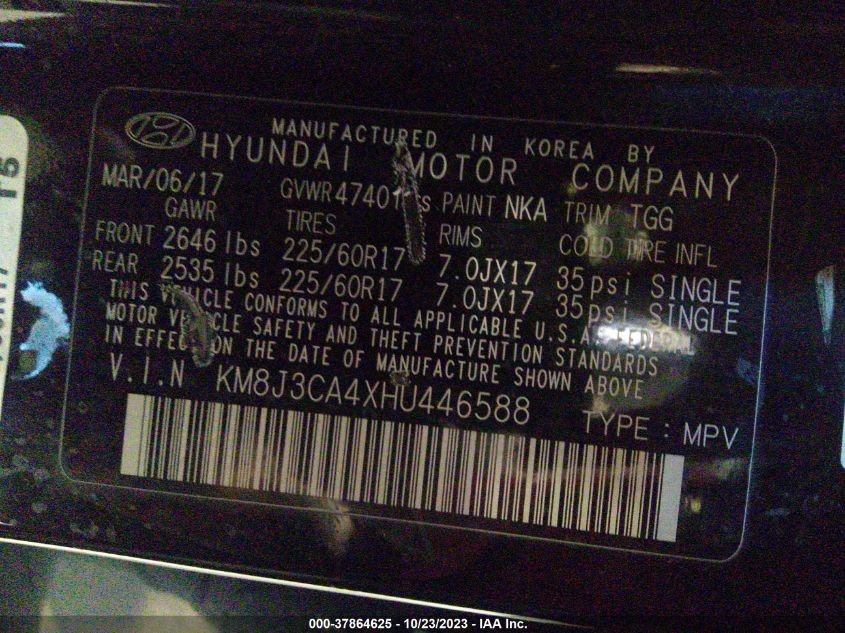 MANUFACTURED IN KOREA BY
HYUNDAI MOTOR COMPANY
MAR/06/17 GVWR 4740 PAINT NKA TRIM TGG
GAWR TIRES RIMS COLD TIRE INFL
FRONT 2646 lbs 225/60R17 7.0JX17 35psi SINGLE
REAR 2535 lbs 225/60R17 7.0JX17 35psi SINGLE
THIS VEHICLE CONFORMS TO ALL APPLICABLE U.S.A. FEDERAL
MOTOR VEHICLE SAFETY AND THEFT PREVENTION STANDARDS
IN EFFECT ON THE DATE OF MANUFACTURE SHOWN ABOVE
V.I.N KM8J3CA4XHU446588 TYPE : MPV
000-37864625 - 10/23/2023 - IAA Inc.